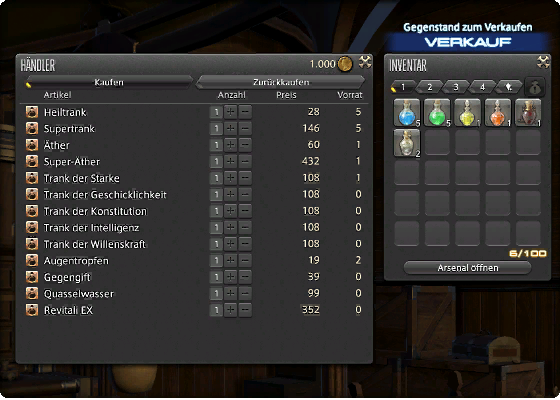 Gegenstand zum Verkaufen
VERKAUF
HÄNDLER 1.000
Kaufen Zurückkaufen
Artikel Anzahl Preis Vorrat
Heiltrank 1 + − 28 5
Supertrank 1 + − 146 5
Äther 1 + − 60 1
Super-Äther 1 + − 432 1
Trank der Stärke 1 + − 108 1
Trank der Geschicklichkeit 1 + − 108 0
Trank der Konstitution 1 + − 108 0
Trank der Intelligenz 1 + − 108 0
Trank der Willenskraft 1 + − 108 0
Augentropfen 1 + − 19 2
Gegengift 1 + − 39 0
Quasselwasser 1 + − 99 0
Revitali EX 1 + − 352 0
INVENTAR
1 2 3 4
5 5 1 1 1
2
6/100
Arsenal öffnen